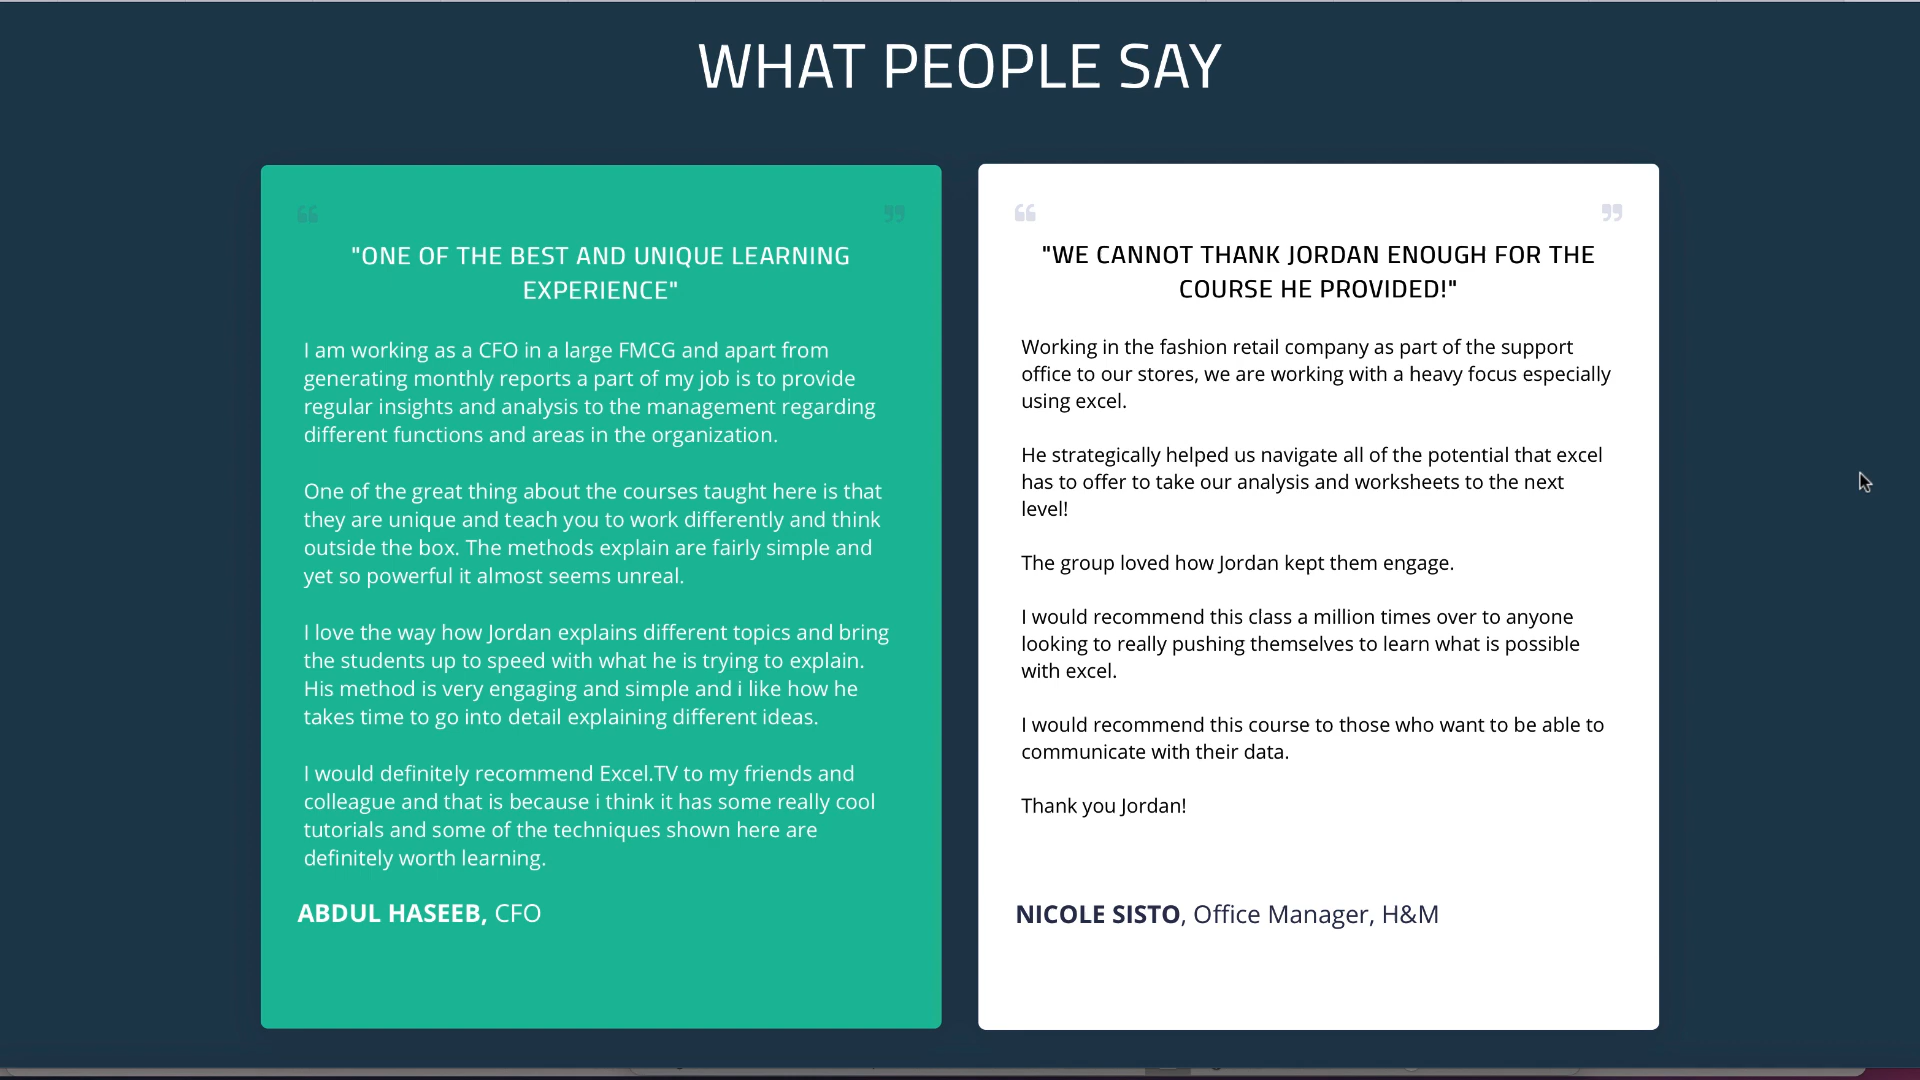 WHAT PEOPLE SAY
"ONE OF THE BEST AND UNIQUE LEARNING
EXPERIENCE"
I am working as a CFO in a large FMCG and apart from
generating monthly reports a part of my job is to provide
regular insights and analysis to the management regarding
different functions and areas in the organization.
One of the great thing about the courses taught here is that
they are unique and teach you to work differently and think
outside the box. The methods explain are fairly simple and
yet so powerful it almost seems unreal.
I love the way how Jordan explains different topics and bring
the students up to speed with what he is trying to explain.
His method is very engaging and simple and i like how he
takes time to go into detail explaining different ideas.
I would definitely recommend Excel.TV to my friends and
colleague and that is because i think it has some really cool
tutorials and some of the techniques shown here are
definitely worth learning.
ABDUL HASEEB, CFO
"WE CANNOT THANK JORDAN ENOUGH FOR THE
COURSE HE PROVIDED!"
Working in the fashion retail company as part of the support
office to our stores, we are working with a heavy focus especially
using excel.
He strategically helped us navigate all of the potential that excel
has to offer to take our analysis and worksheets to the next
level!
The group loved how Jordan kept them engage.
I would recommend this class a million times over to anyone
looking to really pushing themselves to learn what is possible
with excel.
I would recommend this course to those who want to be able to
communicate with their data.
Thank you Jordan!
NICOLE SISTO, Office Manager, H&M